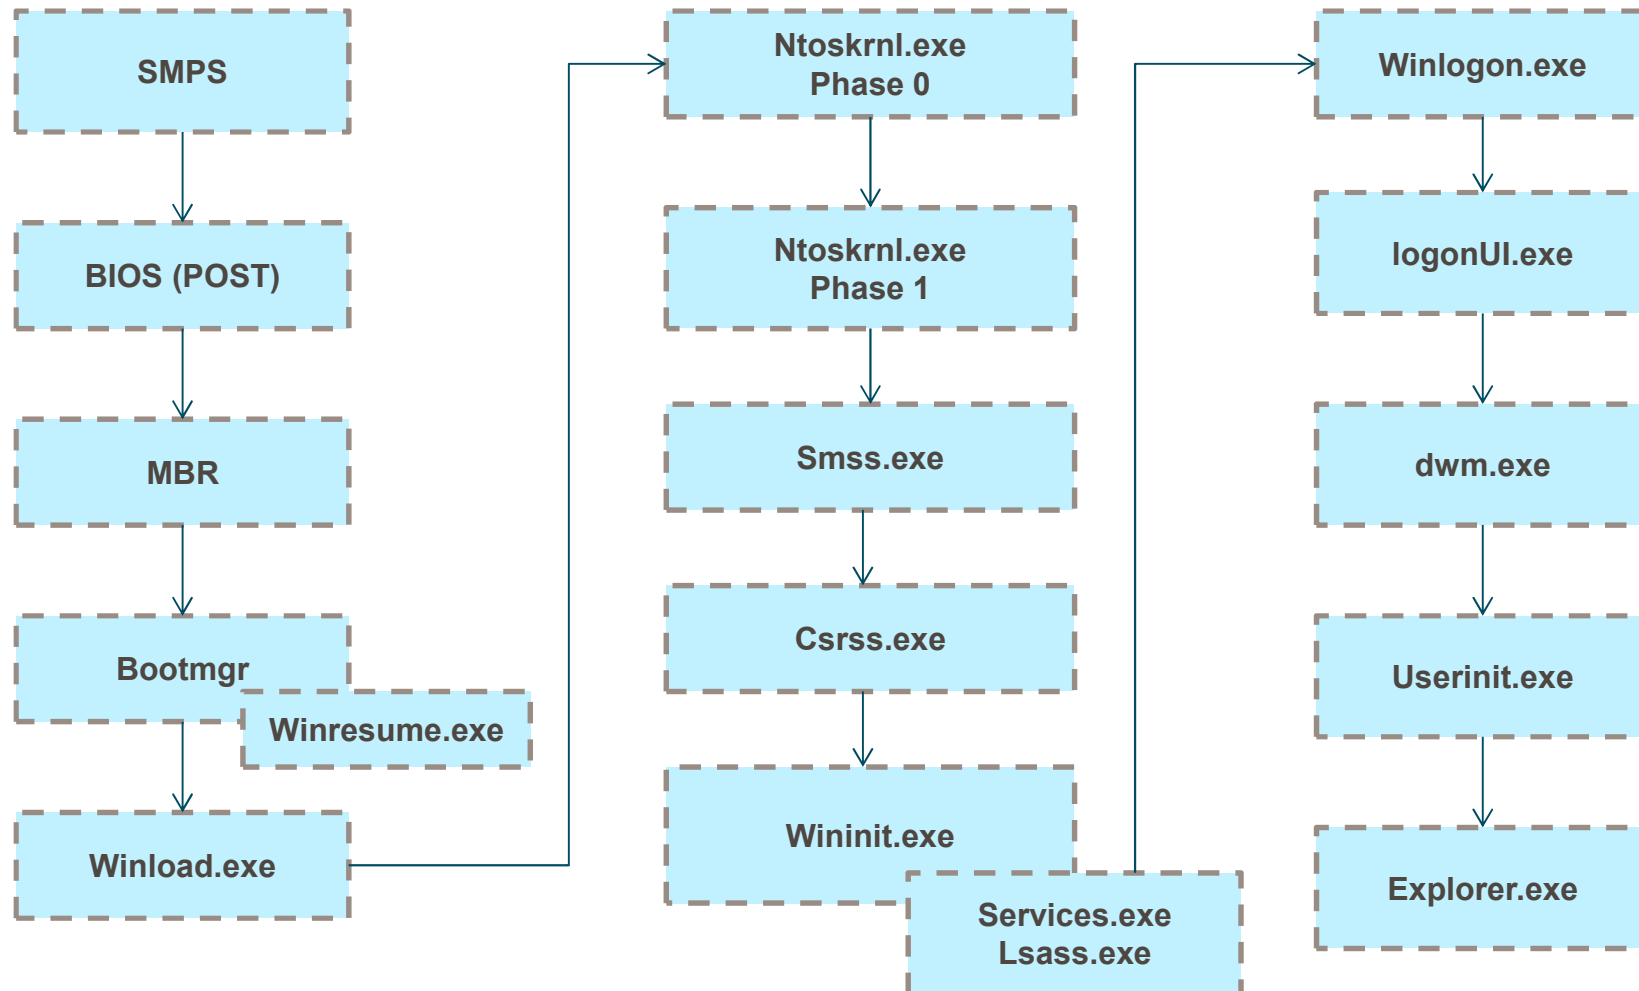 SMPS
BIOS (POST)
MBR
Bootmgr
Winresume.exe
Winload.exe
Ntoskrnl.exe
Phase 0
Ntoskrnl.exe
Phase 1
Smss.exe
Csrss.exe
Wininit.exe
Services.exe
Lsass.exe
Winlogon.exe
logonUI.exe
dwm.exe
Userinit.exe
Explorer.exe